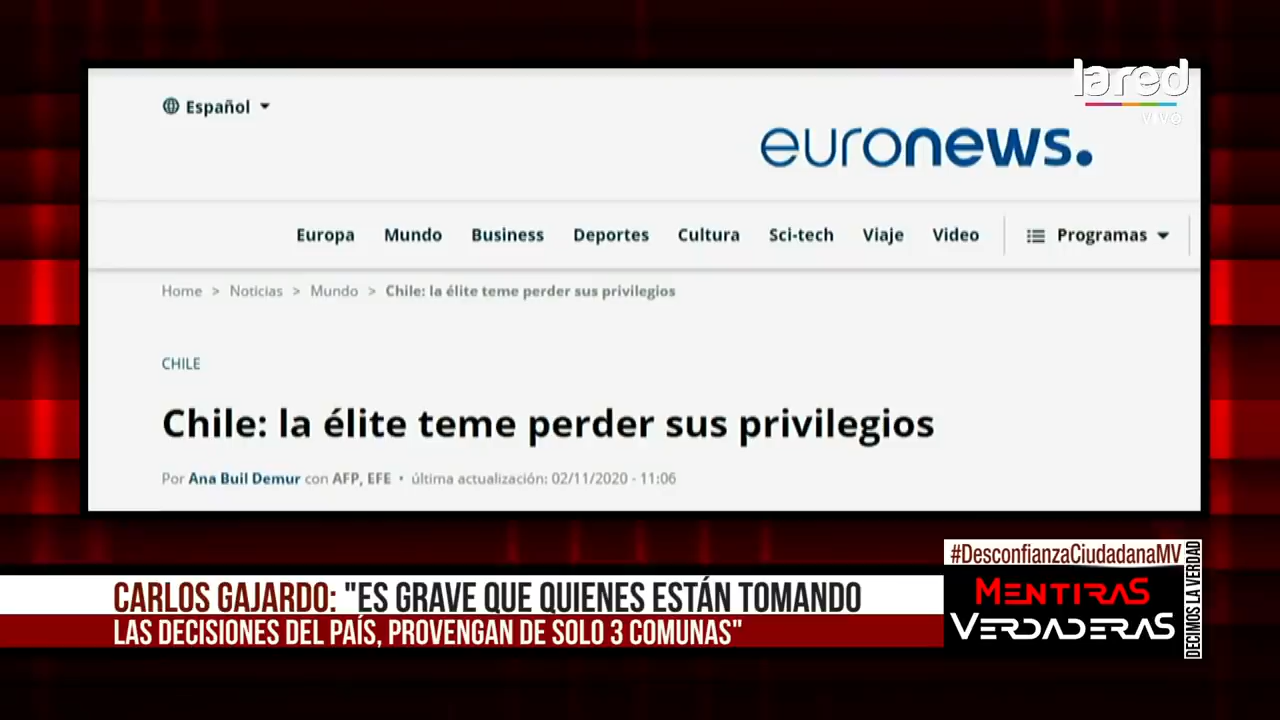 lared
VIVO
Español
euronews.
Europa Mundo Business Deportes Cultura Sci-tech Viaje Video Programas
Home > Noticias > Mundo > Chile: la élite teme perder sus privilegios
CHILE
Chile: la élite teme perder sus privilegios
Por Ana Buil Demur con AFP, EFE • última actualización: 02/11/2020 - 11:06
#DesconfianzaCiudadanaMV
CARLOS GAJARDO: "ES GRAVE QUE QUIENES ESTÁN TOMANDO
LAS DECISIONES DEL PAÍS, PROVENGAN DE SOLO 3 COMUNAS"
MENTIRAS
VERDADERAS
DECIMOS LA VERDAD